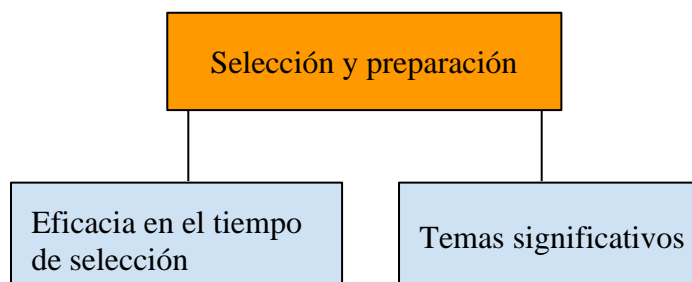 Selección y preparación
Eficacia en el tiempo
de selección
Temas significativos